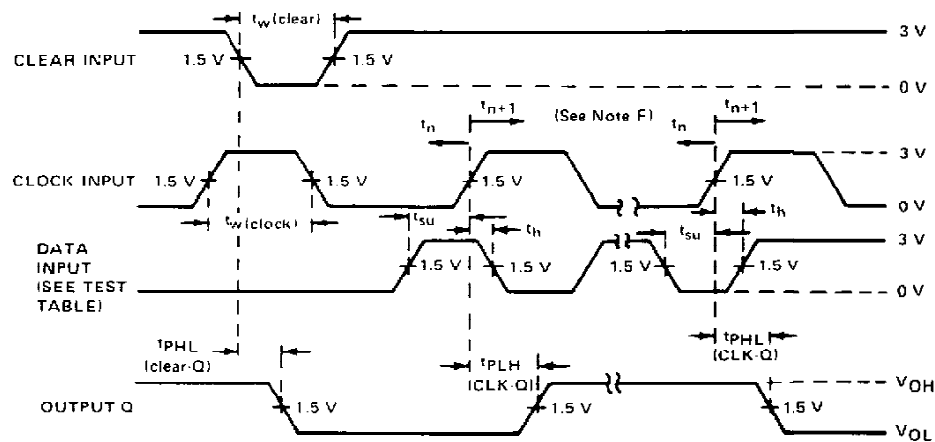 tw(clear)
3 V
CLEAR INPUT
1.5 V
1.5 V
0 V
tn+1
(See Note F)
tn+1
tn
tn
3 V
CLOCK INPUT
1.5 V
1.5 V
1.5 V
1.5 V
0 V
tw(clock)
tsu
th
tsu
th
DATA
INPUT
(SEE TEST
TABLE)
3 V
1.5 V
1.5 V
1.5 V
1.5 V
0 V
tPHL
(clear-Q)
tPLH
(CLK-Q)
tPHL
(CLK-Q)
VOH
OUTPUT Q
1.5 V
1.5 V
1.5 V
VOL